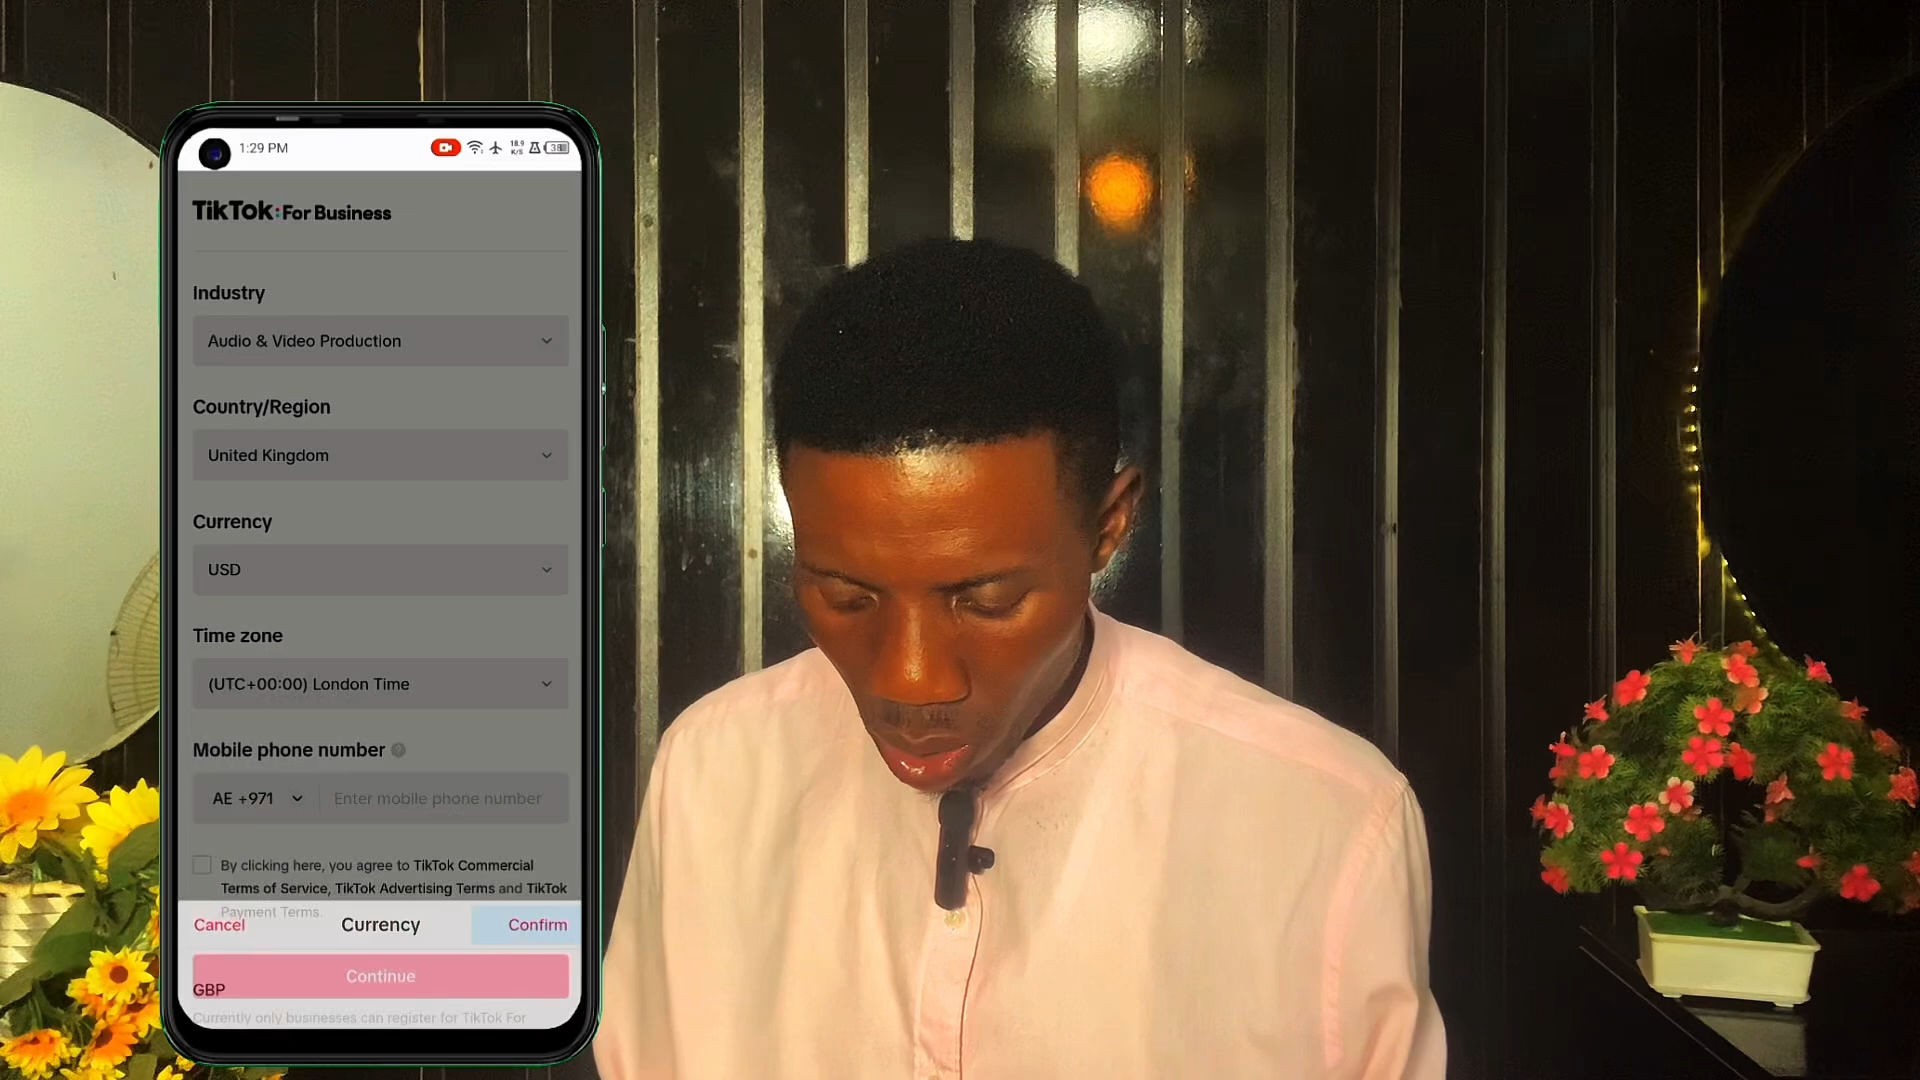 1:29 PM
18.9
K/S
38
TikTok: For Business
Industry
Audio & Video Production
Country/Region
United Kingdom
Currency
USD
Time zone
(UTC+00:00) London Time
Mobile phone number
AE +971
Enter mobile phone number
By clicking here, you agree to TikTok Commercial
Terms of Service, TikTok Advertising Terms and TikTok
Payment Terms.
Cancel
Currency
Confirm
Continue
GBP
Currently only businesses can register for TikTok For